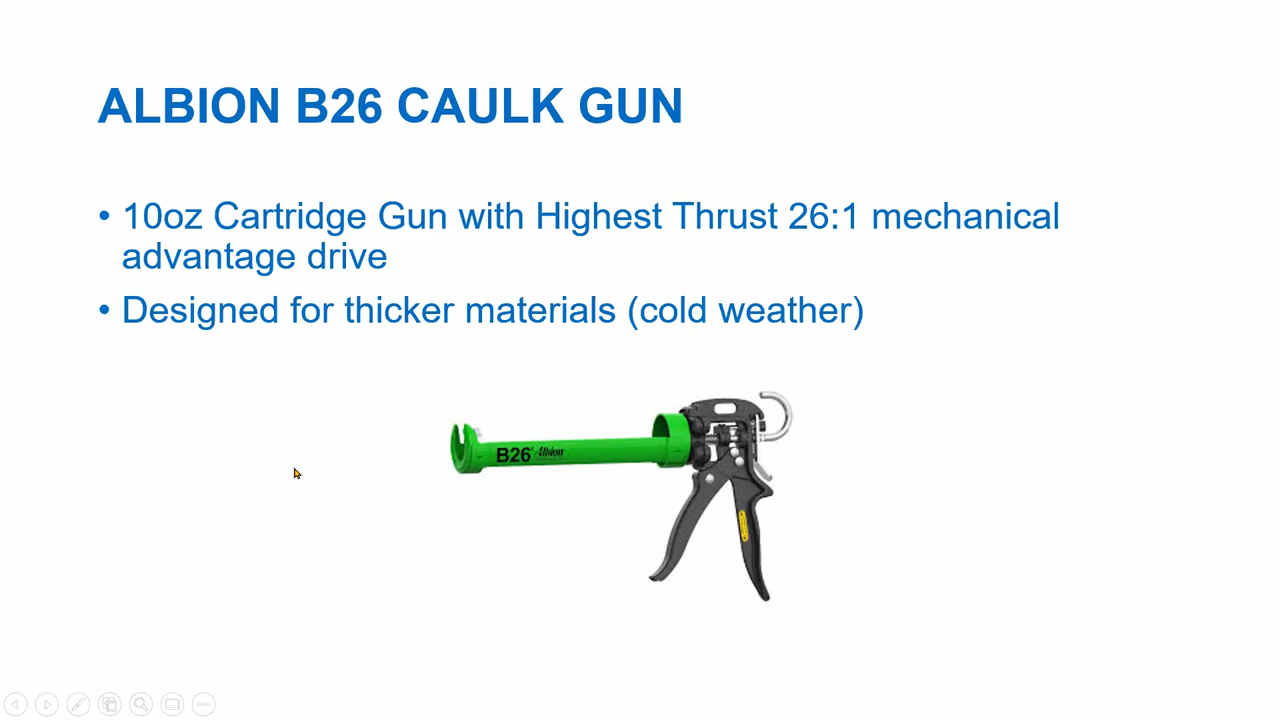 ALBION B26 CAULK GUN
• 10oz Cartridge Gun with Highest Thrust 26:1 mechanical
advantage drive
• Designed for thicker materials (cold weather)
B26 Albion